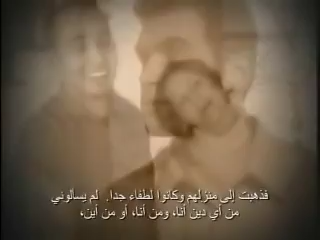 فذهبت إلى منزلهم وكانوا لطفاء جدا. لم يسألوني
من أي دين أنا، ومن أنا، أو من أين،